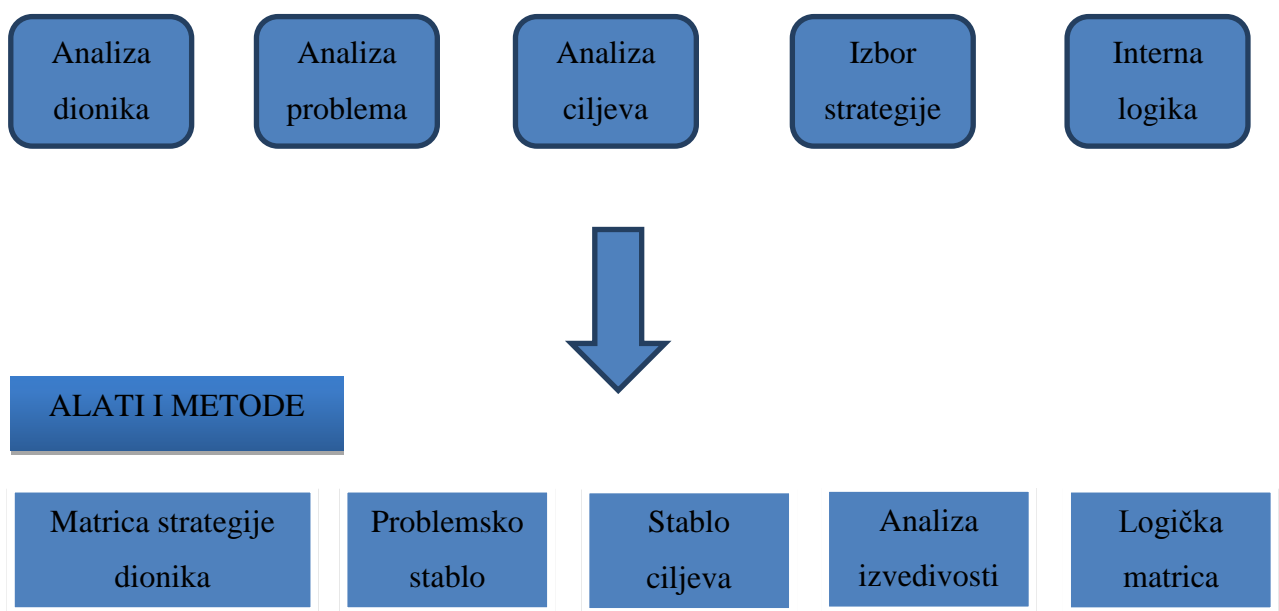 Analiza
dionika
Analiza
problema
Analiza
ciljeva
Izbor
strategije
Interna
logika
ALATI I METODE
Matrica strategije
dionika
Problemsko
stablo
Stablo
ciljeva
Analiza
izvedivosti
Logička
matrica